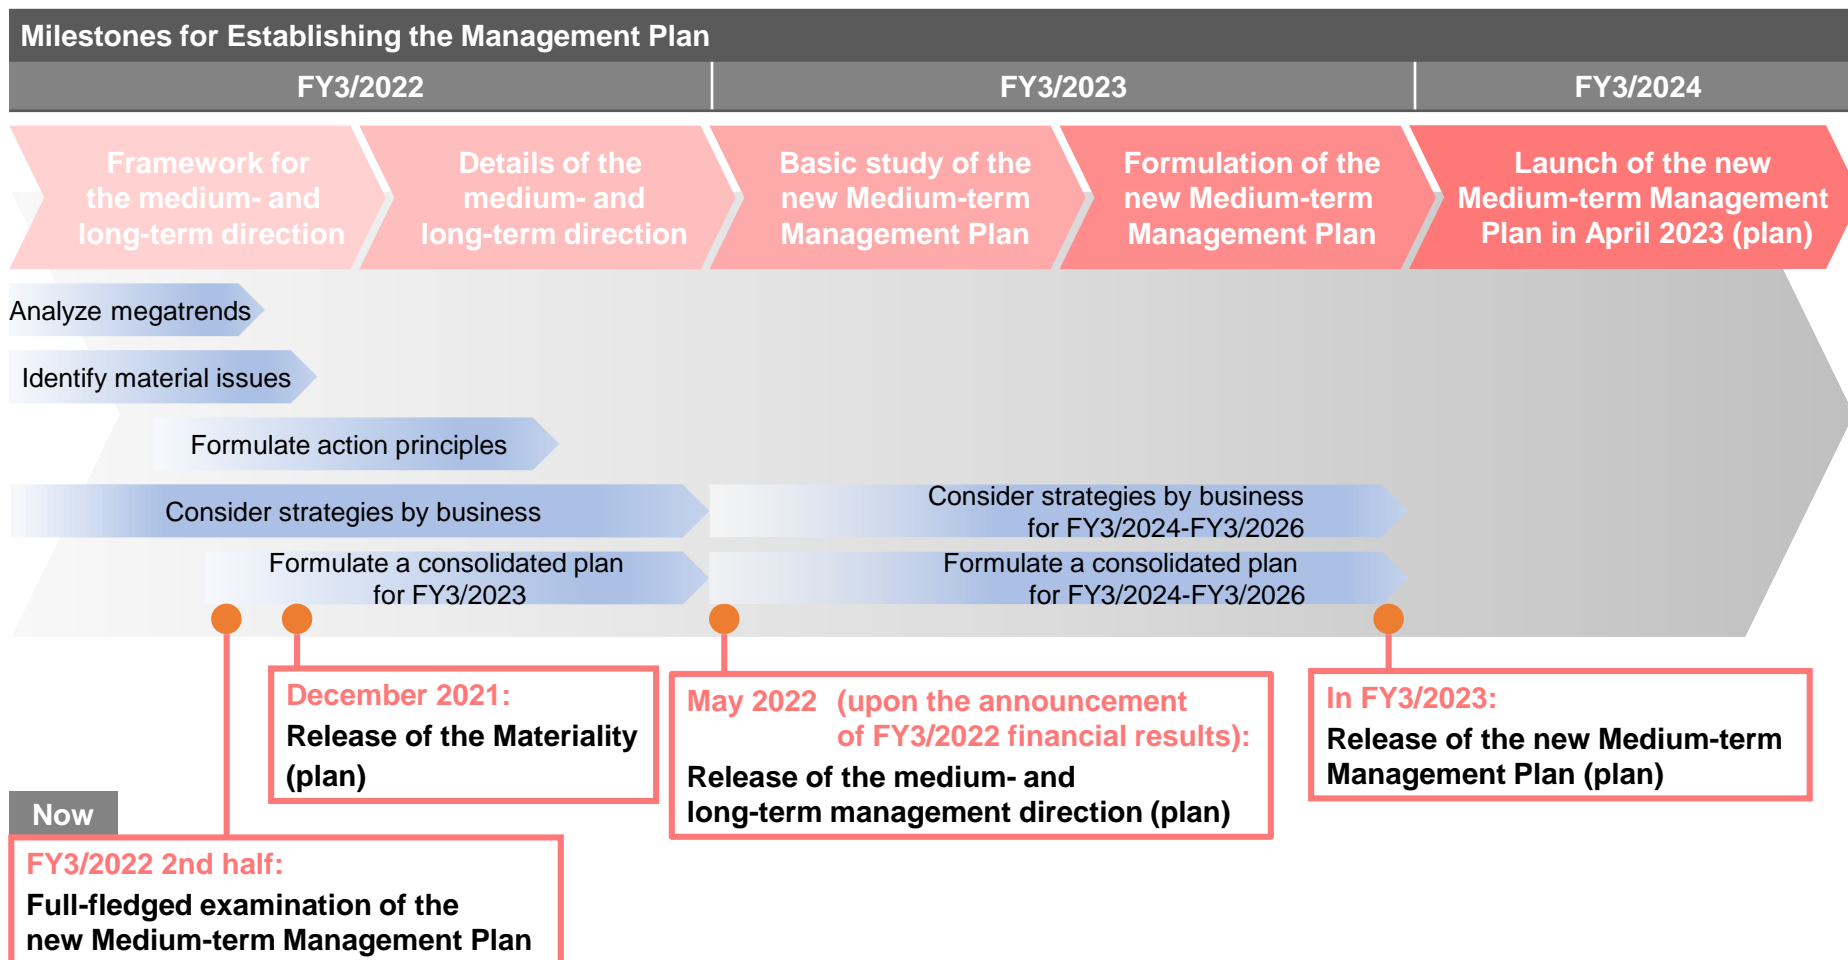 Milestones for Establishing the Management Plan
FY3/2022
FY3/2023
FY3/2024
Framework for
the medium- and
long-term direction
Details of the
medium- and
long-term direction
Basic study of the
new Medium-term
Management Plan
Formulation of the
new Medium-term
Management Plan
Launch of the new
Medium-term Management
Plan in April 2023 (plan)
Analyze megatrends
Identify material issues
Formulate action principles
Consider strategies by business
Consider strategies by business
for FY3/2024-FY3/2026
Formulate a consolidated plan
for FY3/2023
Formulate a consolidated plan
for FY3/2024-FY3/2026
December 2021:
Release of the Materiality
(plan)
May 2022 (upon the announcement
of FY3/2022 financial results):
Release of the medium- and
long-term management direction (plan)
In FY3/2023:
Release of the new Medium-term
Management Plan (plan)
Now
FY3/2022 2nd half:
Full-fledged examination of the
new Medium-term Management Plan